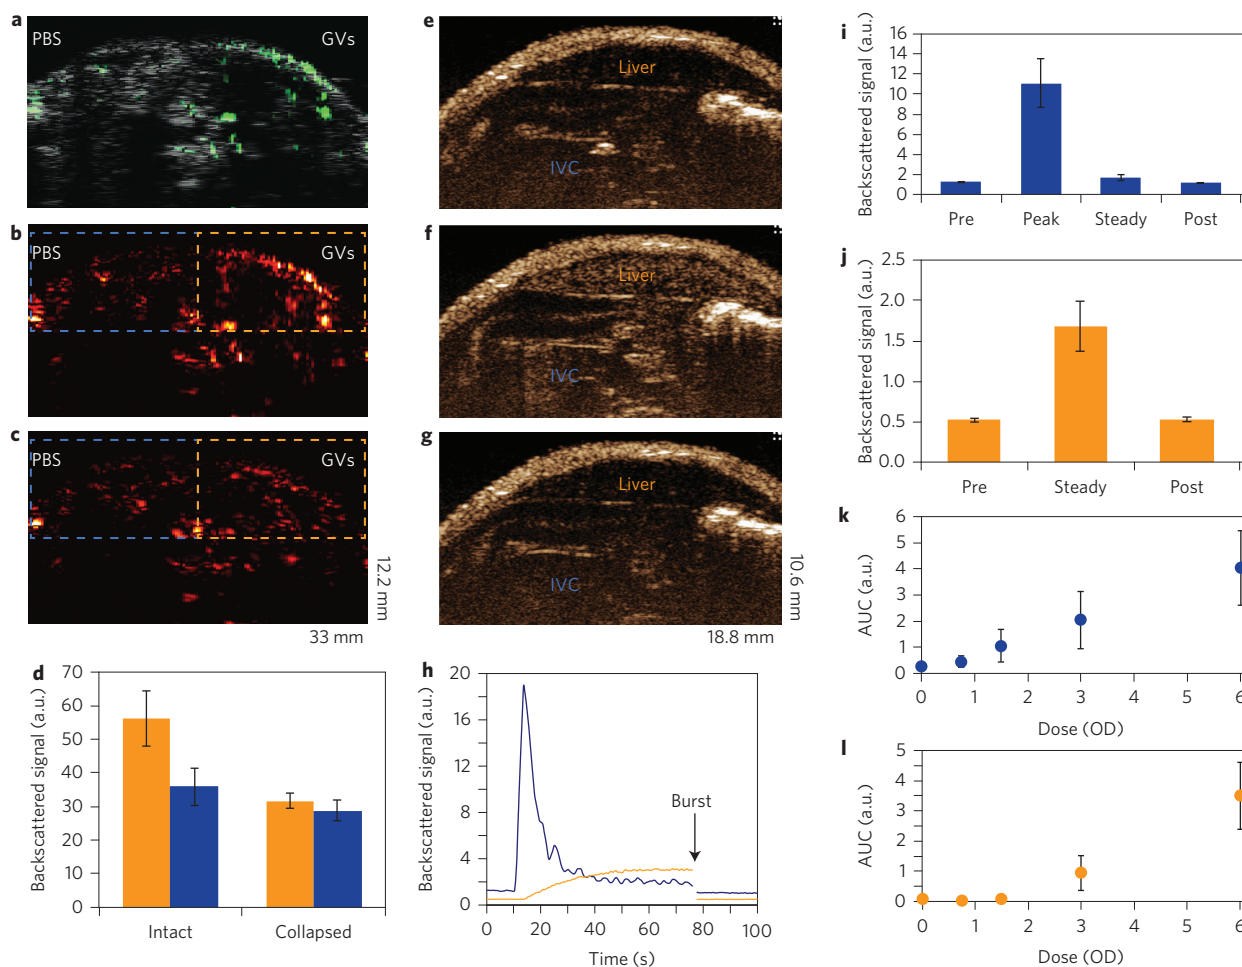 a
PBS
GVs
b
PBS
GVs
c
PBS
GVs
12.2 mm
33 mm
d
Backscattered signal (a.u.)
70
60
50
40
30
20
10
0
Intact
Collapsed
e
Liver
IVC
f
Liver
IVC
g
Liver
IVC
10.6 mm
18.8 mm
h
Backscattered signal (a.u.)
20
16
12
8
4
2
0
Burst
0 20 40 60 80 100
Time (s)
i
Backscattered signal (a.u.)
16
14
12
10
8
6
4
2
0
Pre
Peak
Steady
Post
j
Backscattered signal (a.u.)
2.5
2.0
1.5
1.0
0.5
0.0
Pre
Steady
Post
k
AUC (a.u.)
6
5
4
3
2
1
0
0 1 2 3 4 5 6
Dose (OD)
l
AUC (a.u.)
5
4
3
2
1
0
0 1 2 3 4 5 6
Dose (OD)